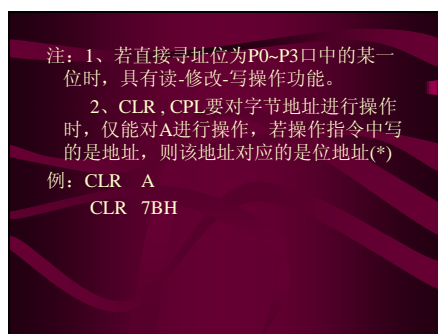 注：1、若直接寻址位为P0~P3口中的某一
位时，具有读-修改-写操作功能。
2、CLR , CPL要对字节地址进行操作
时，仅能对A进行操作，若操作指令中写
的是地址，则该地址对应的是位地址(*)
例：CLR A
CLR 7BH